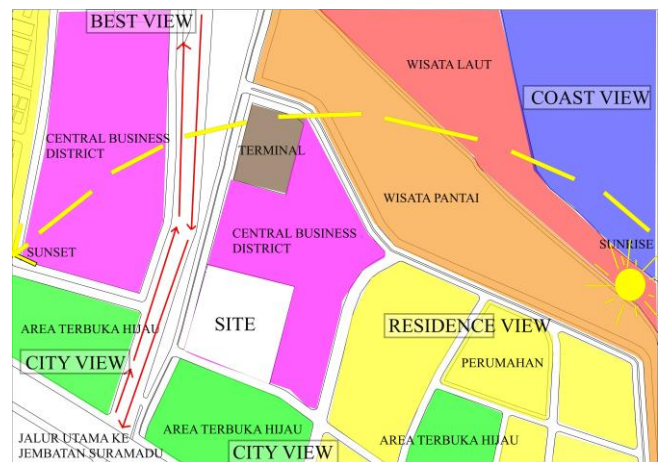 BEST VIEW
WISATA LAUT
COAST VIEW
CENTRAL BUSINESS
DISTRICT
TERMINAL
WISATA PANTAI
CENTRAL BUSINESS
DISTRICT
SUNSET
SUNRISE
AREA TERBUKA HIJAU
SITE
RESIDENCE VIEW
CITY VIEW
PERUMAHAN
AREA TERBUKA HIJAU
AREA TERBUKA HIJAU
JALUR UTAMA KE
JEMBATAN SURAMADU
CITY VIEW